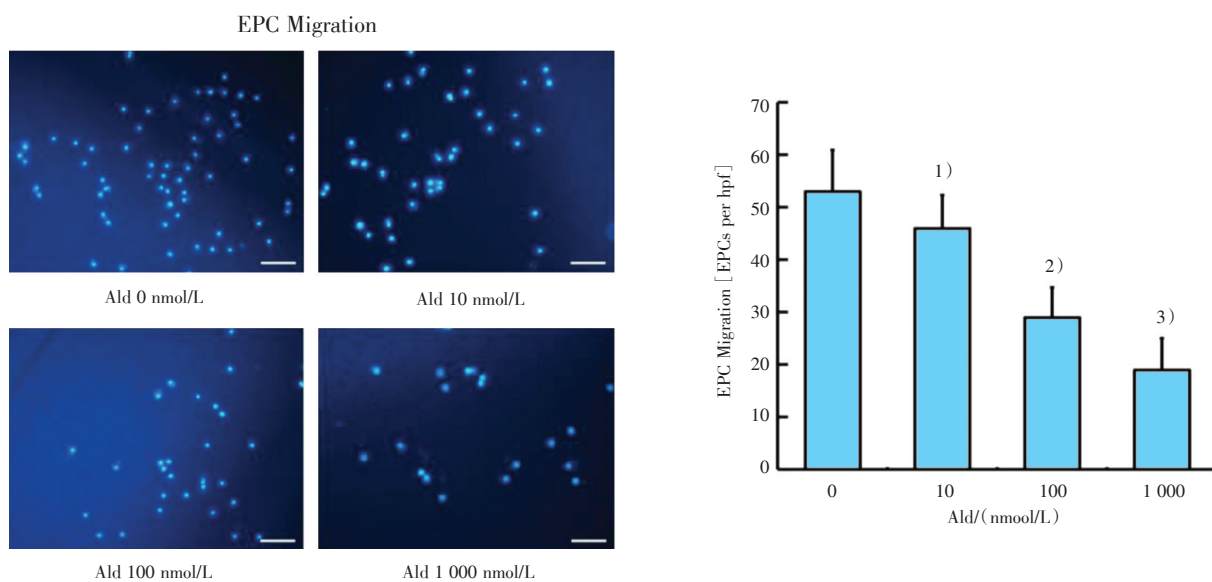 EPC Migration
Ald 0 nmol/L
Ald 10 nmol/L
Ald 100 nmol/L
Ald 1 000 nmol/L
EPC Migration [EPCs per hpf]
70
60
50
40
30
20
10
0
1)
2)
3)
0
10
100
1 000
Ald/(nmool/L)